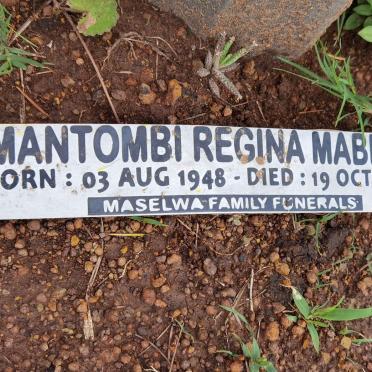 MANTOMBI REGINA MAB
ORN : 03 AUG 1948 - DIED : 19 OCT
MASELWA FAMILY FUNERALS